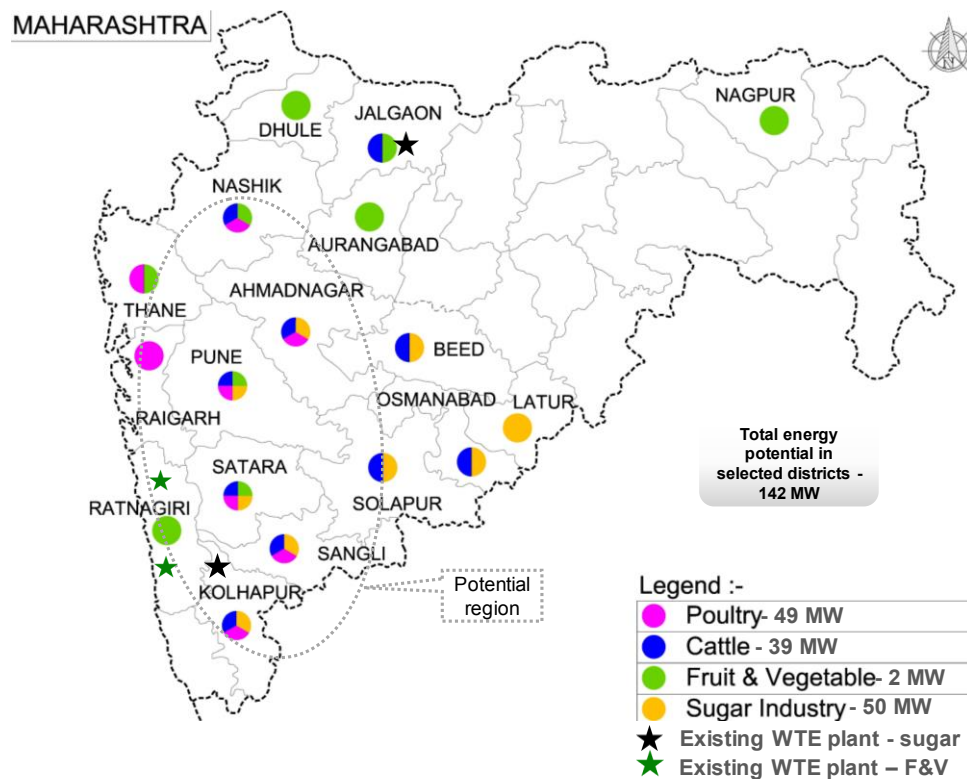 MAHARASHTRA
N
NAGPUR
JALGAON
DHULE
NASHIK
AURANGABAD
THANE
AHMADNAGAR
BEED
PUNE
OSMANABAD
LATUR
RAIGARH
Total energy
potential in
selected districts -
142 MW
SATARA
SOLAPUR
RATNAGIRI
SANGLI
KOLHAPUR
Potential
region
Legend :-
Poultry- 49 MW
Cattle - 39 MW
Fruit & Vegetable- 2 MW
Sugar Industry - 50 MW
Existing WTE plant - sugar
Existing WTE plant – F&V